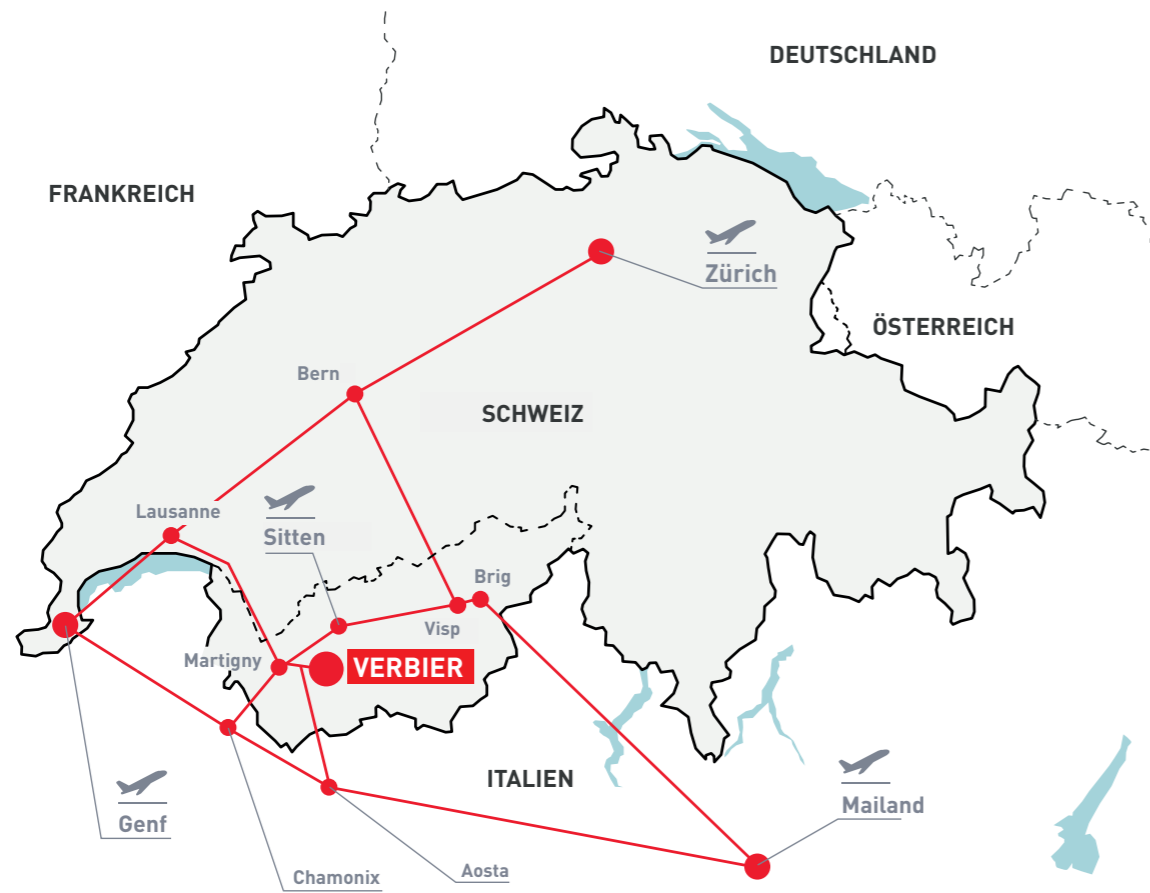 DEUTSCHLAND
FRANKREICH
Zürich
ÖSTERREICH
Bern
SCHWEIZ
Lausanne
Sitten
Brig
Visp
Martigny
VERBIER
ITALIEN
Mailand
Genf
Chamonix
Aosta